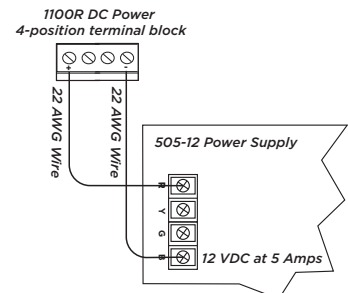 1100R DC Power
4-position terminal block
+ -
22 AWG Wire
22 AWG Wire
505-12 Power Supply
R
Y
G
B
12 VDC at 5 Amps